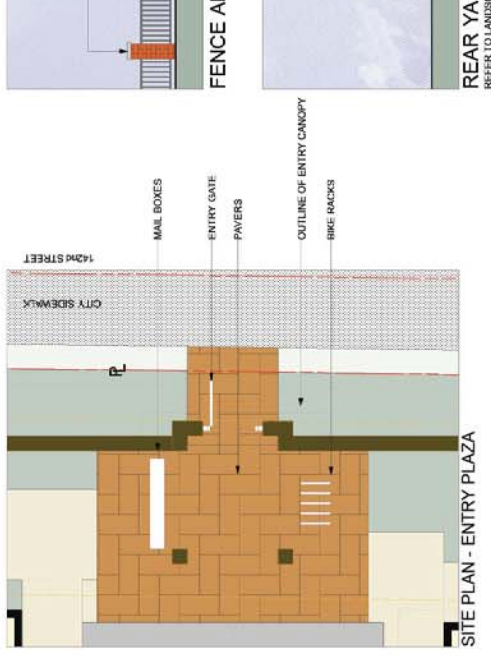 FENCE A
REAR YA
REFER TO LANDS
142nd STREET
CITY SIDEWALK
PL
MAIL BOXES
ENTRY GATE
PAVERS
OUTLINE OF ENTRY CANOPY
BIKE RACKS
SITE PLAN - ENTRY PLAZA